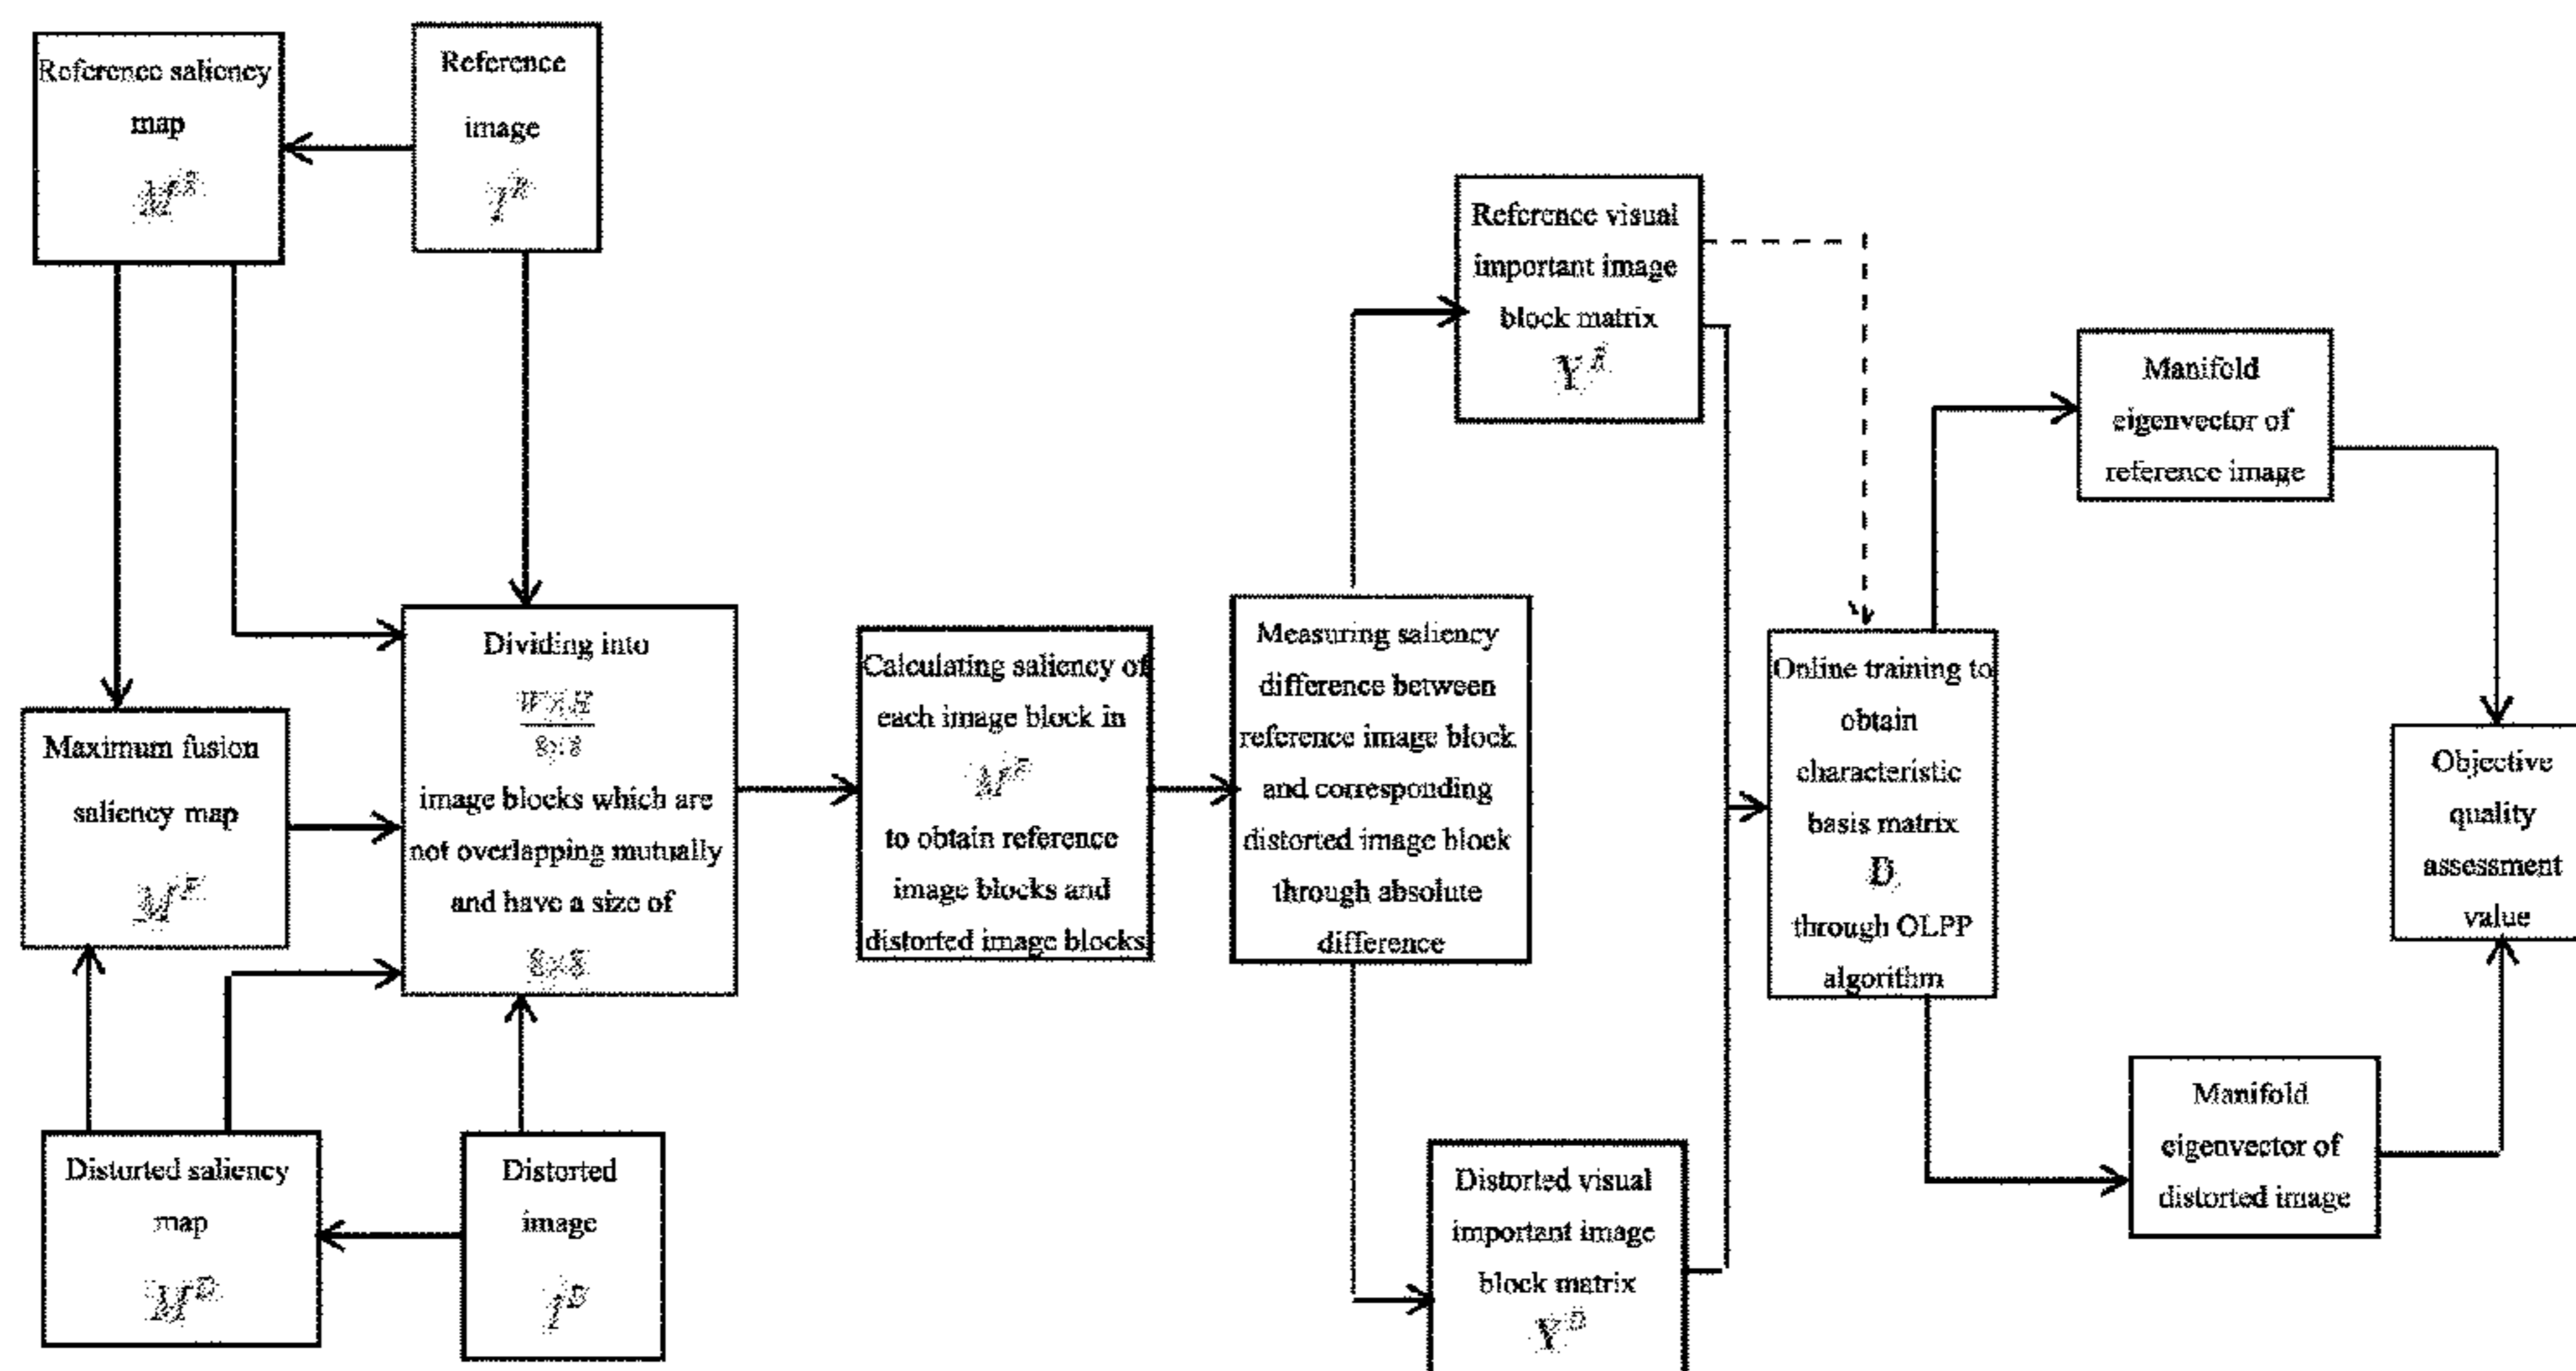 Reference saliency
map
M^R
Reference
image
I^R
Maximum fusion
saliency map
M^F
Distorted saliency
map
M^D
Distorted
image
I^D
Dividing into
W×H
8×8
image blocks which are
not overlapping mutually
and have a size of
8×8
Calculating saliency of
each image block in
M^F
to obtain reference
image blocks and
distorted image blocks
Measuring saliency
difference between
reference image block
and corresponding
distorted image block
through absolute
difference
Reference visual
important image
block matrix
Y^R
Distorted visual
important image
block matrix
Y^D
Online training to
obtain
characteristic
basis matrix
D
through OLPP
algorithm
Manifold
eigenvector of
reference image
Manifold
eigenvector of
distorted image
Objective
quality
assessment
value